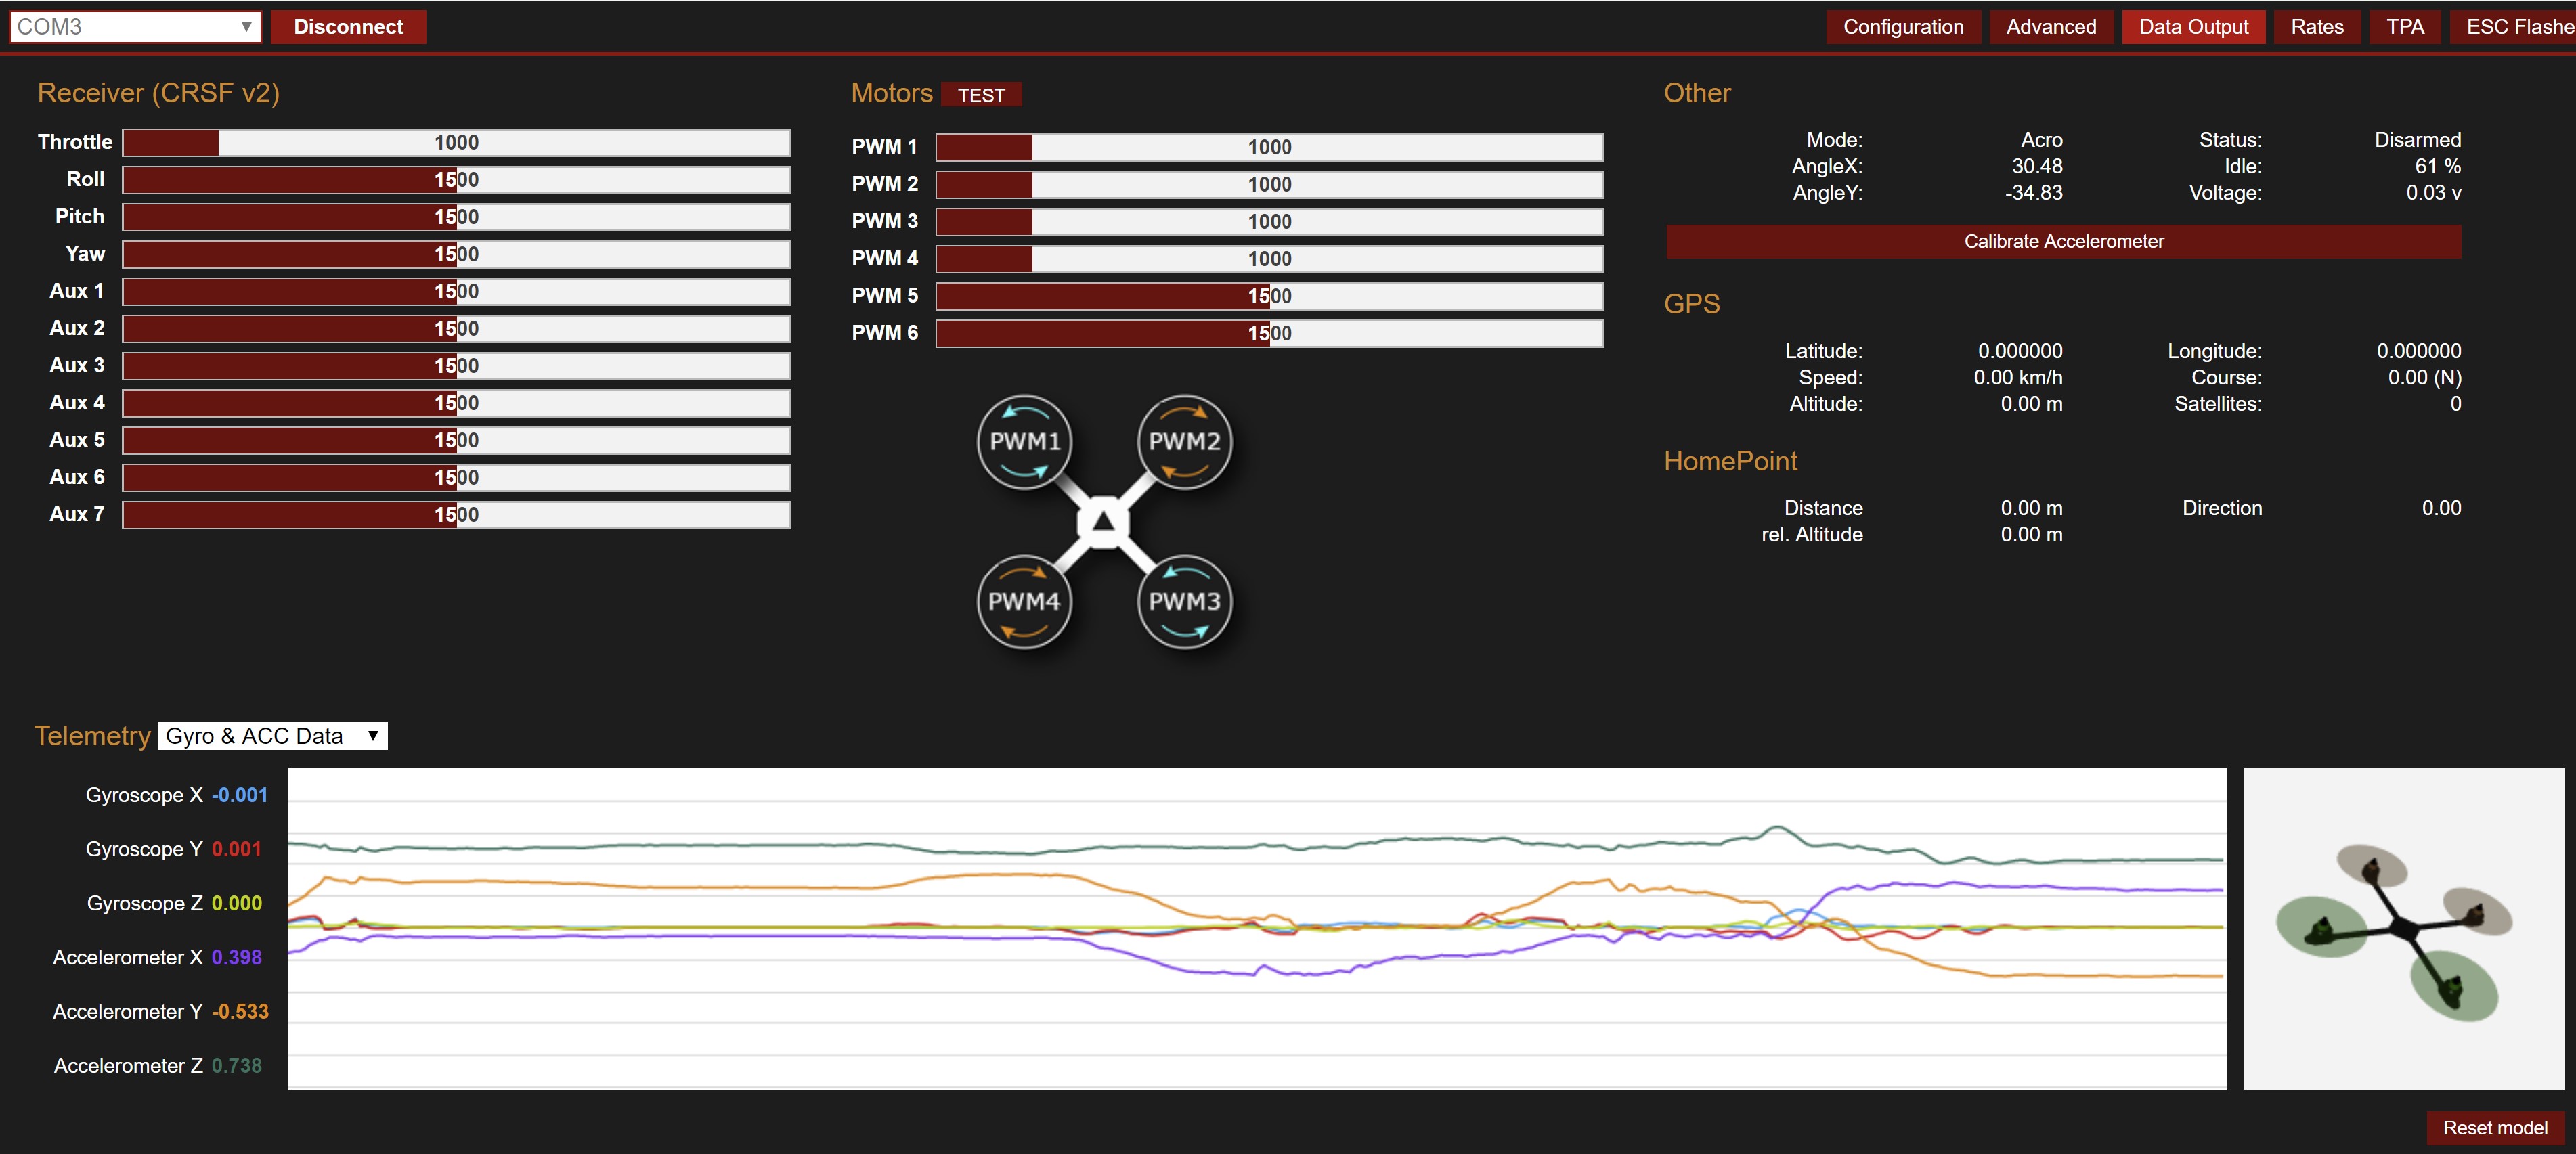 COM3 Disconnect Configuration Advanced Data Output Rates TPA ESC Flashe
Receiver (CRSF v2)
Throttle 1000
Roll 1500
Pitch 1500
Yaw 1500
Aux 1 1500
Aux 2 1500
Aux 3 1500
Aux 4 1500
Aux 5 1500
Aux 6 1500
Aux 7 1500
Motors TEST
PWM 1 1000
PWM 2 1000
PWM 3 1000
PWM 4 1000
PWM 5 1500
PWM 6 1500
PWM1 PWM2
PWM4 PWM3
Other
Mode: Acro Status: Disarmed
AngleX: 30.48 Idle: 61 %
AngleY: -34.83 Voltage: 0.03 v
Calibrate Accelerometer
GPS
Latitude: 0.000000 Longitude: 0.000000
Speed: 0.00 km/h Course: 0.00 (N)
Altitude: 0.00 m Satellites: 0
HomePoint
Distance 0.00 m Direction 0.00
rel. Altitude 0.00 m
Telemetry Gyro & ACC Data
Gyroscope X -0.001
Gyroscope Y 0.001
Gyroscope Z 0.000
Accelerometer X 0.398
Accelerometer Y -0.533
Accelerometer Z 0.738
Reset model